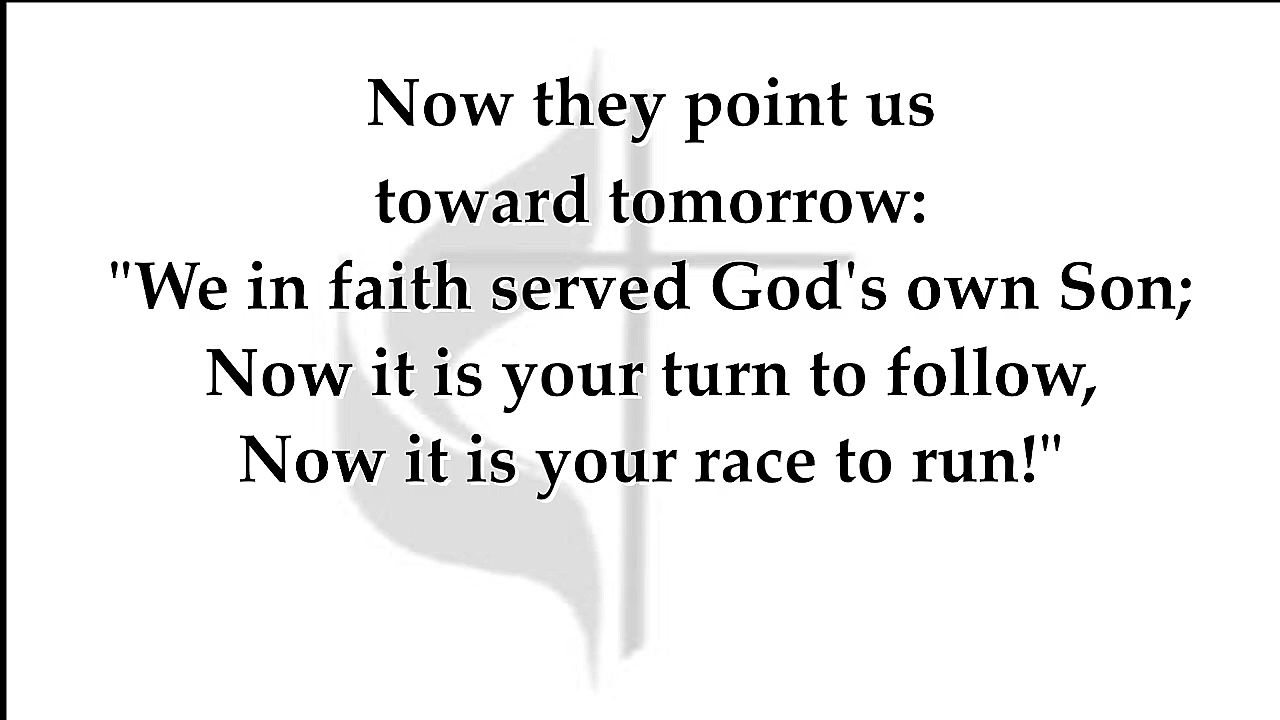 Now they point us
toward tomorrow:
"We in faith served God's own Son;
Now it is your turn to follow,
Now it is your race to run!"